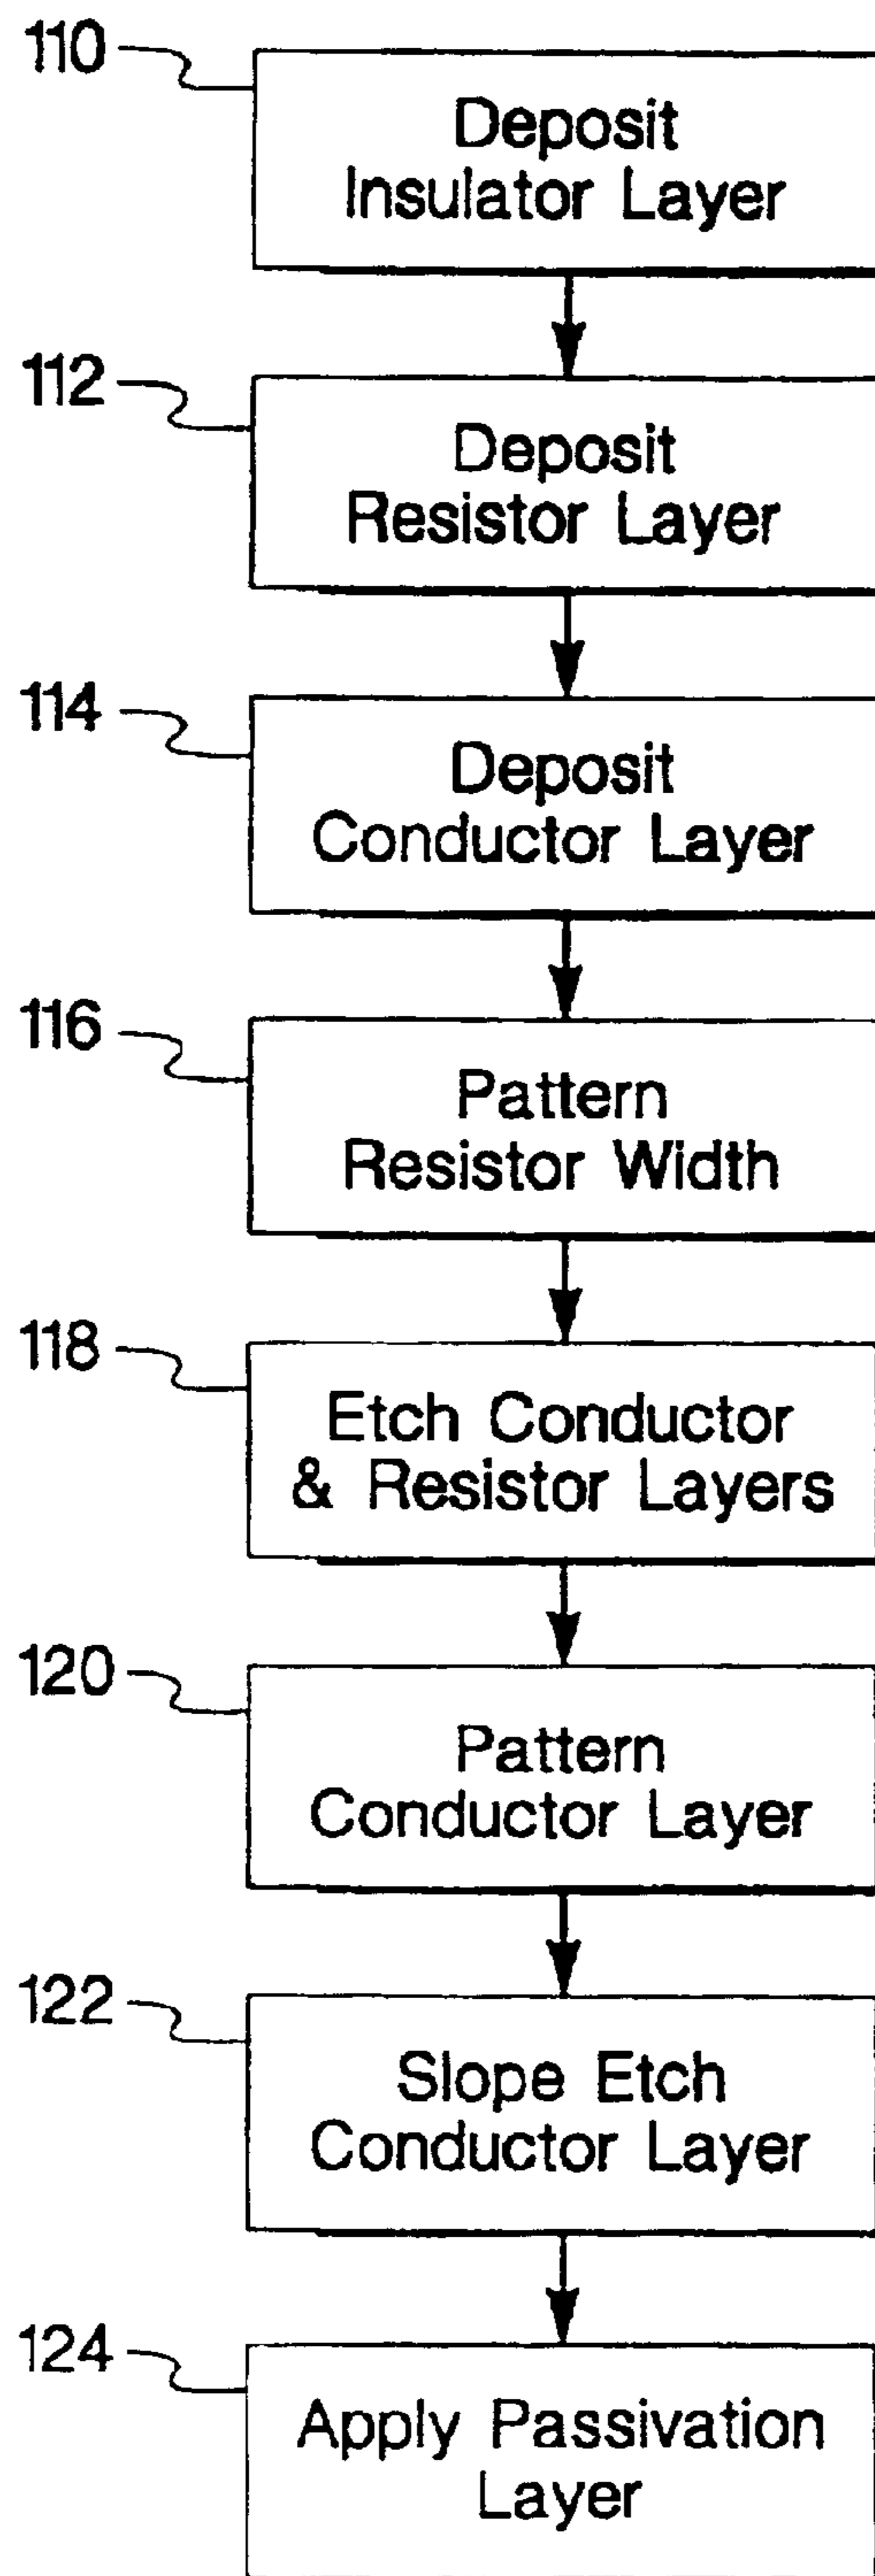 110
Deposit
Insulator Layer
112
Deposit
Resistor Layer
114
Deposit
Conductor Layer
116
Pattern
Resistor Width
118
Etch Conductor
& Resistor Layers
120
Pattern
Conductor Layer
122
Slope Etch
Conductor Layer
124
Apply Passivation
Layer